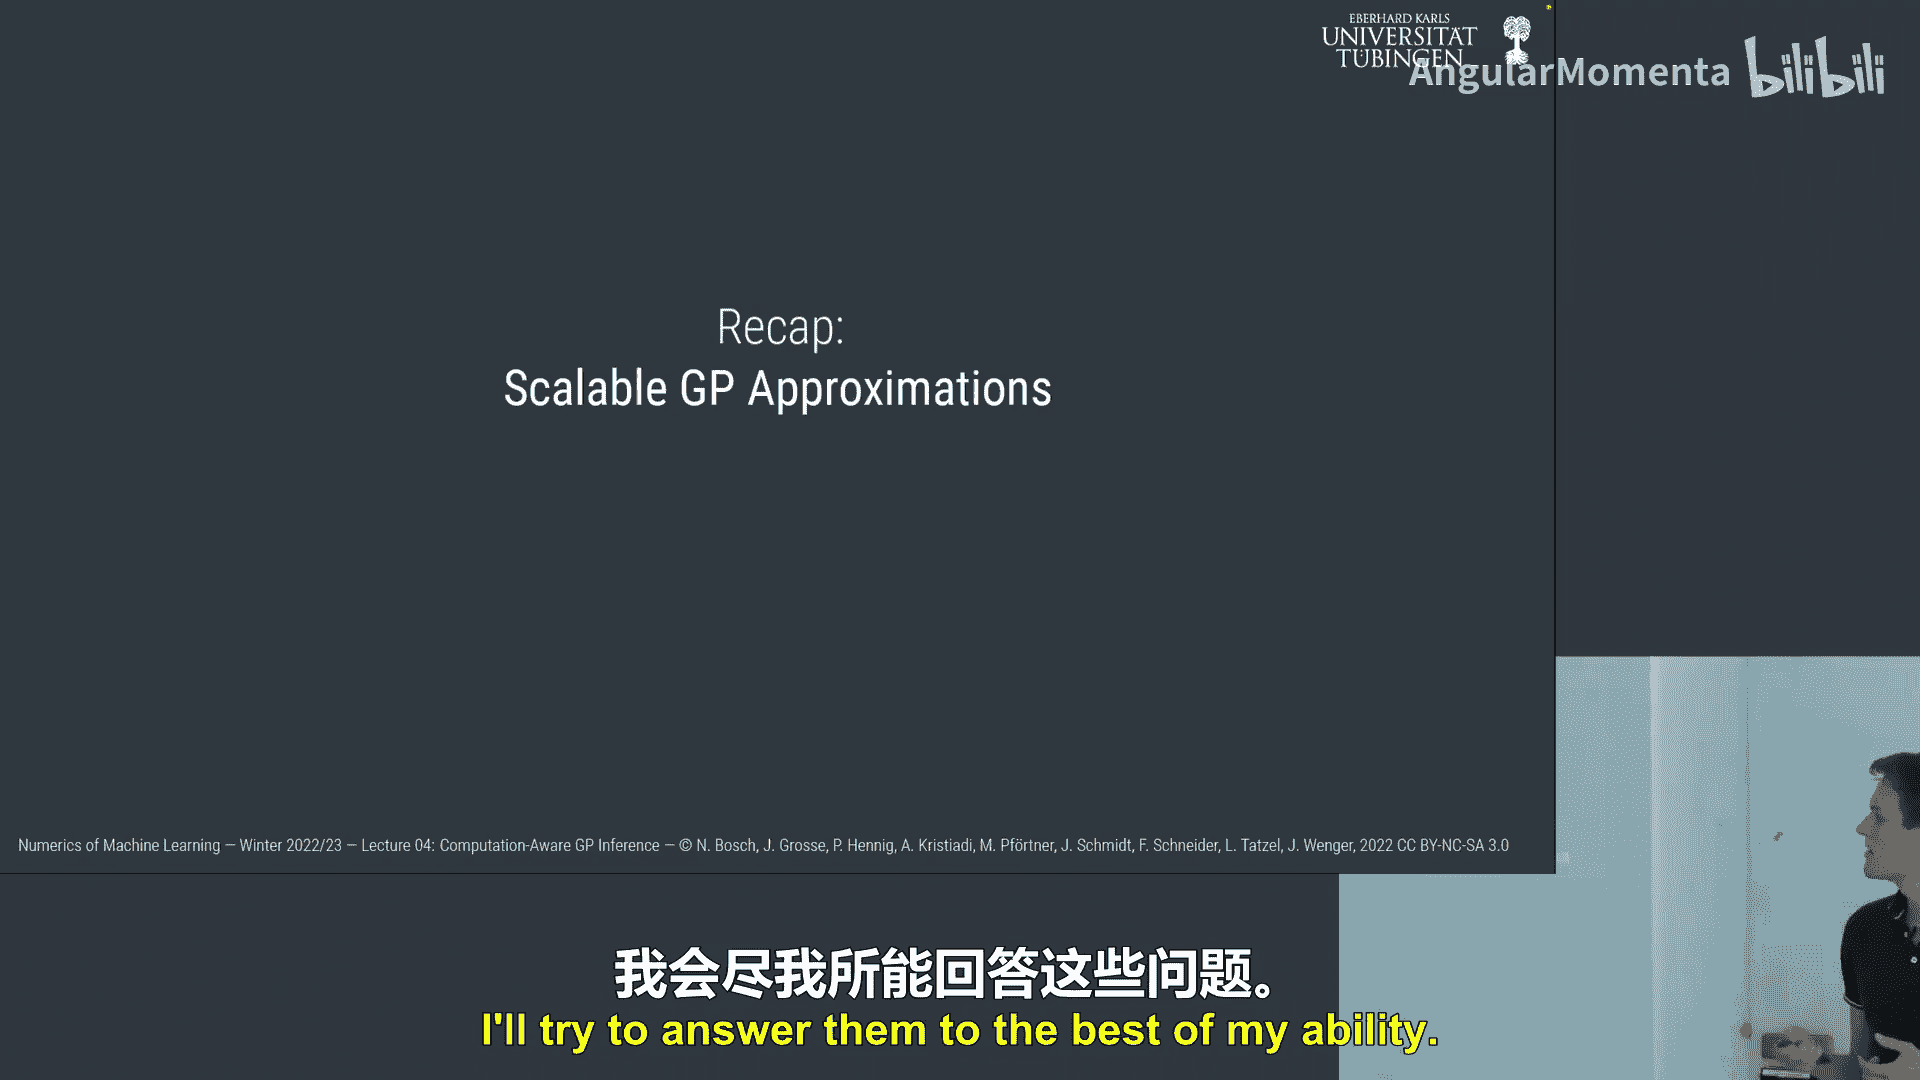 EBERHARD KARLS
UNIVERSITÄT
TÜBINGEN
AngularMomenta bilibili
Recap:
Scalable GP Approximations
Numerics of Machine Learning — Winter 2022/23 — Lecture 04: Computation-Aware GP Inference — © N. Bosch, J. Grosse, P. Hennig, A. Kristiadi, M. Pförtner, J. Schmidt, F. Schneider, L. Tatzel, J. Wenger, 2022 CC BY-NC-SA 3.0
我会尽我所能回答这些问题。
I'll try to answer them to the best of my ability.